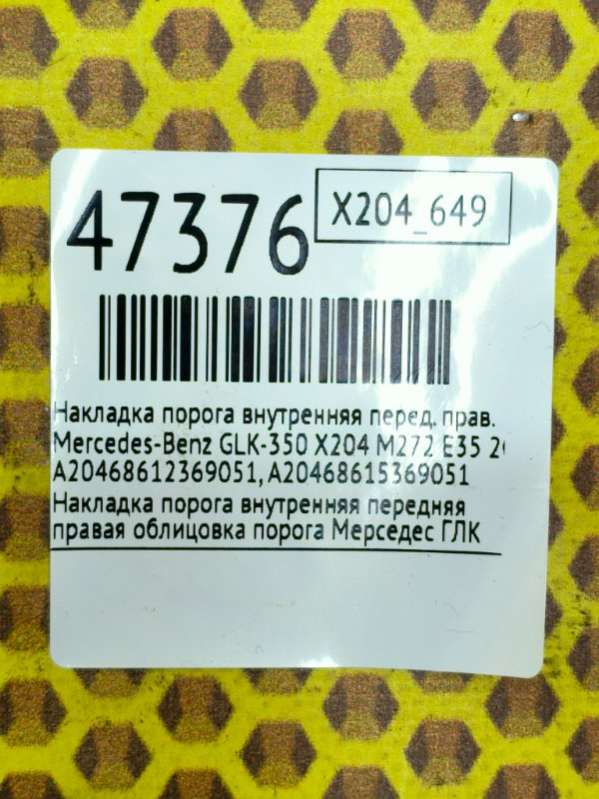 47376
X204_649
Накладка порога внутренняя перед. прав.
Mercedes-Benz GLK-350 X204 M272 E35
A20468612369051, A20468615369051
Накладка порога внутренняя передняя
правая облицовка порога Мерседес ГЛК